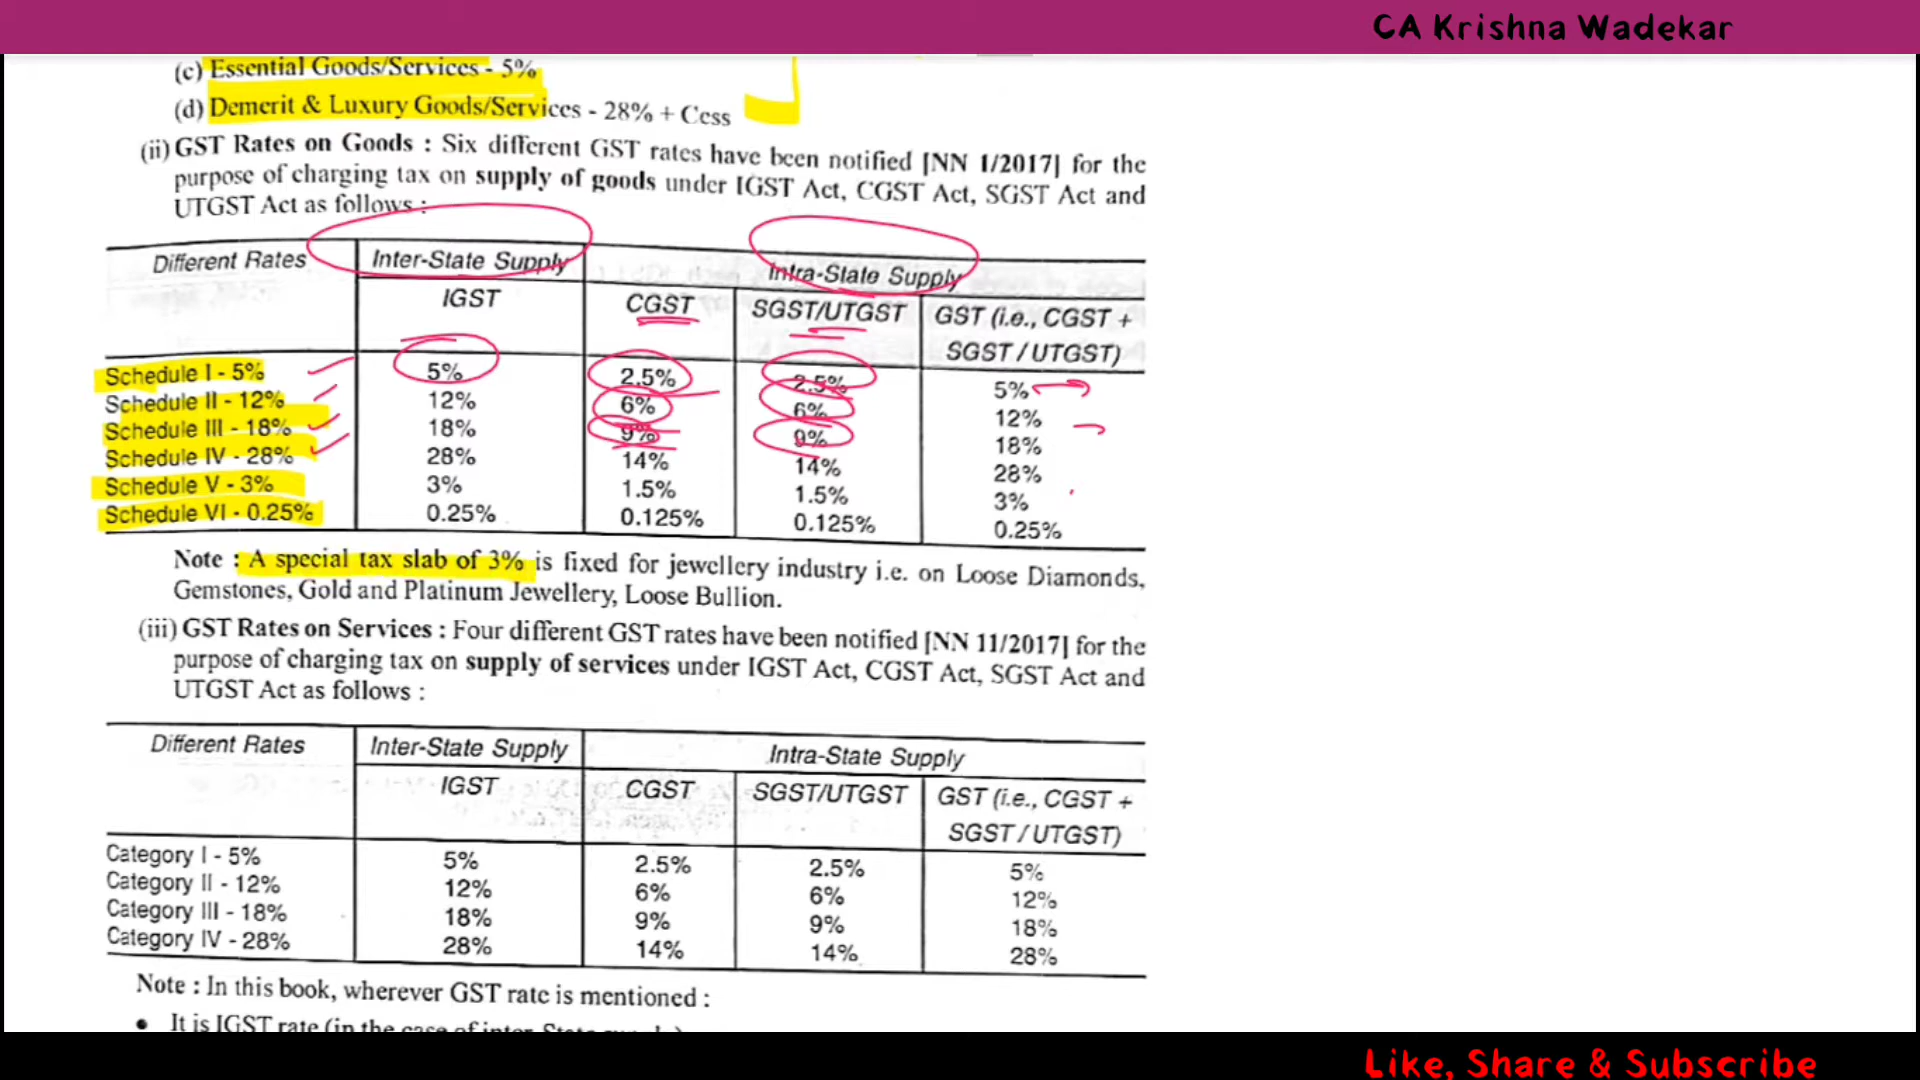 CA Krishna Wadekar
(c) Essential Goods/Services - 5%
(d) Demerit & Luxury Goods/Services - 28% + Cess
(ii) GST Rates on Goods : Six different GST rates have been notified [NN 1/2017] for the
purpose of charging tax on supply of goods under IGST Act, CGST Act, SGST Act and
UTGST Act as follows :
Different Rates Inter-State Supply Intra-State Supply
IGST CGST SGST/UTGST GST (i.e., CGST +
SGST / UTGST)
Schedule I - 5% 5% 2.5% 2.5% 5%
Schedule II - 12% 12% 6% 6% 12%
Schedule III - 18% 18% 9% 9% 18%
Schedule IV - 28% 28% 14% 14% 28%
Schedule V - 3% 3% 1.5% 1.5% 3%
Schedule VI - 0.25% 0.25% 0.125% 0.125% 0.25%
Note : A special tax slab of 3% is fixed for jewellery industry i.e. on Loose Diamonds,
Gemstones, Gold and Platinum Jewellery, Loose Bullion.
(iii) GST Rates on Services : Four different GST rates have been notified [NN 11/2017] for the
purpose of charging tax on supply of services under IGST Act, CGST Act, SGST Act and
UTGST Act as follows :
Different Rates Inter-State Supply Intra-State Supply
IGST CGST SGST/UTGST GST (i.e., CGST +
SGST / UTGST)
Category I - 5% 5% 2.5% 2.5% 5%
Category II - 12% 12% 6% 6% 12%
Category III - 18% 18% 9% 9% 18%
Category IV - 28% 28% 14% 14% 28%
Note : In this book, wherever GST rate is mentioned :
• It is IGST rate (in the case of inter-State supply)
Like, Share & Subscribe